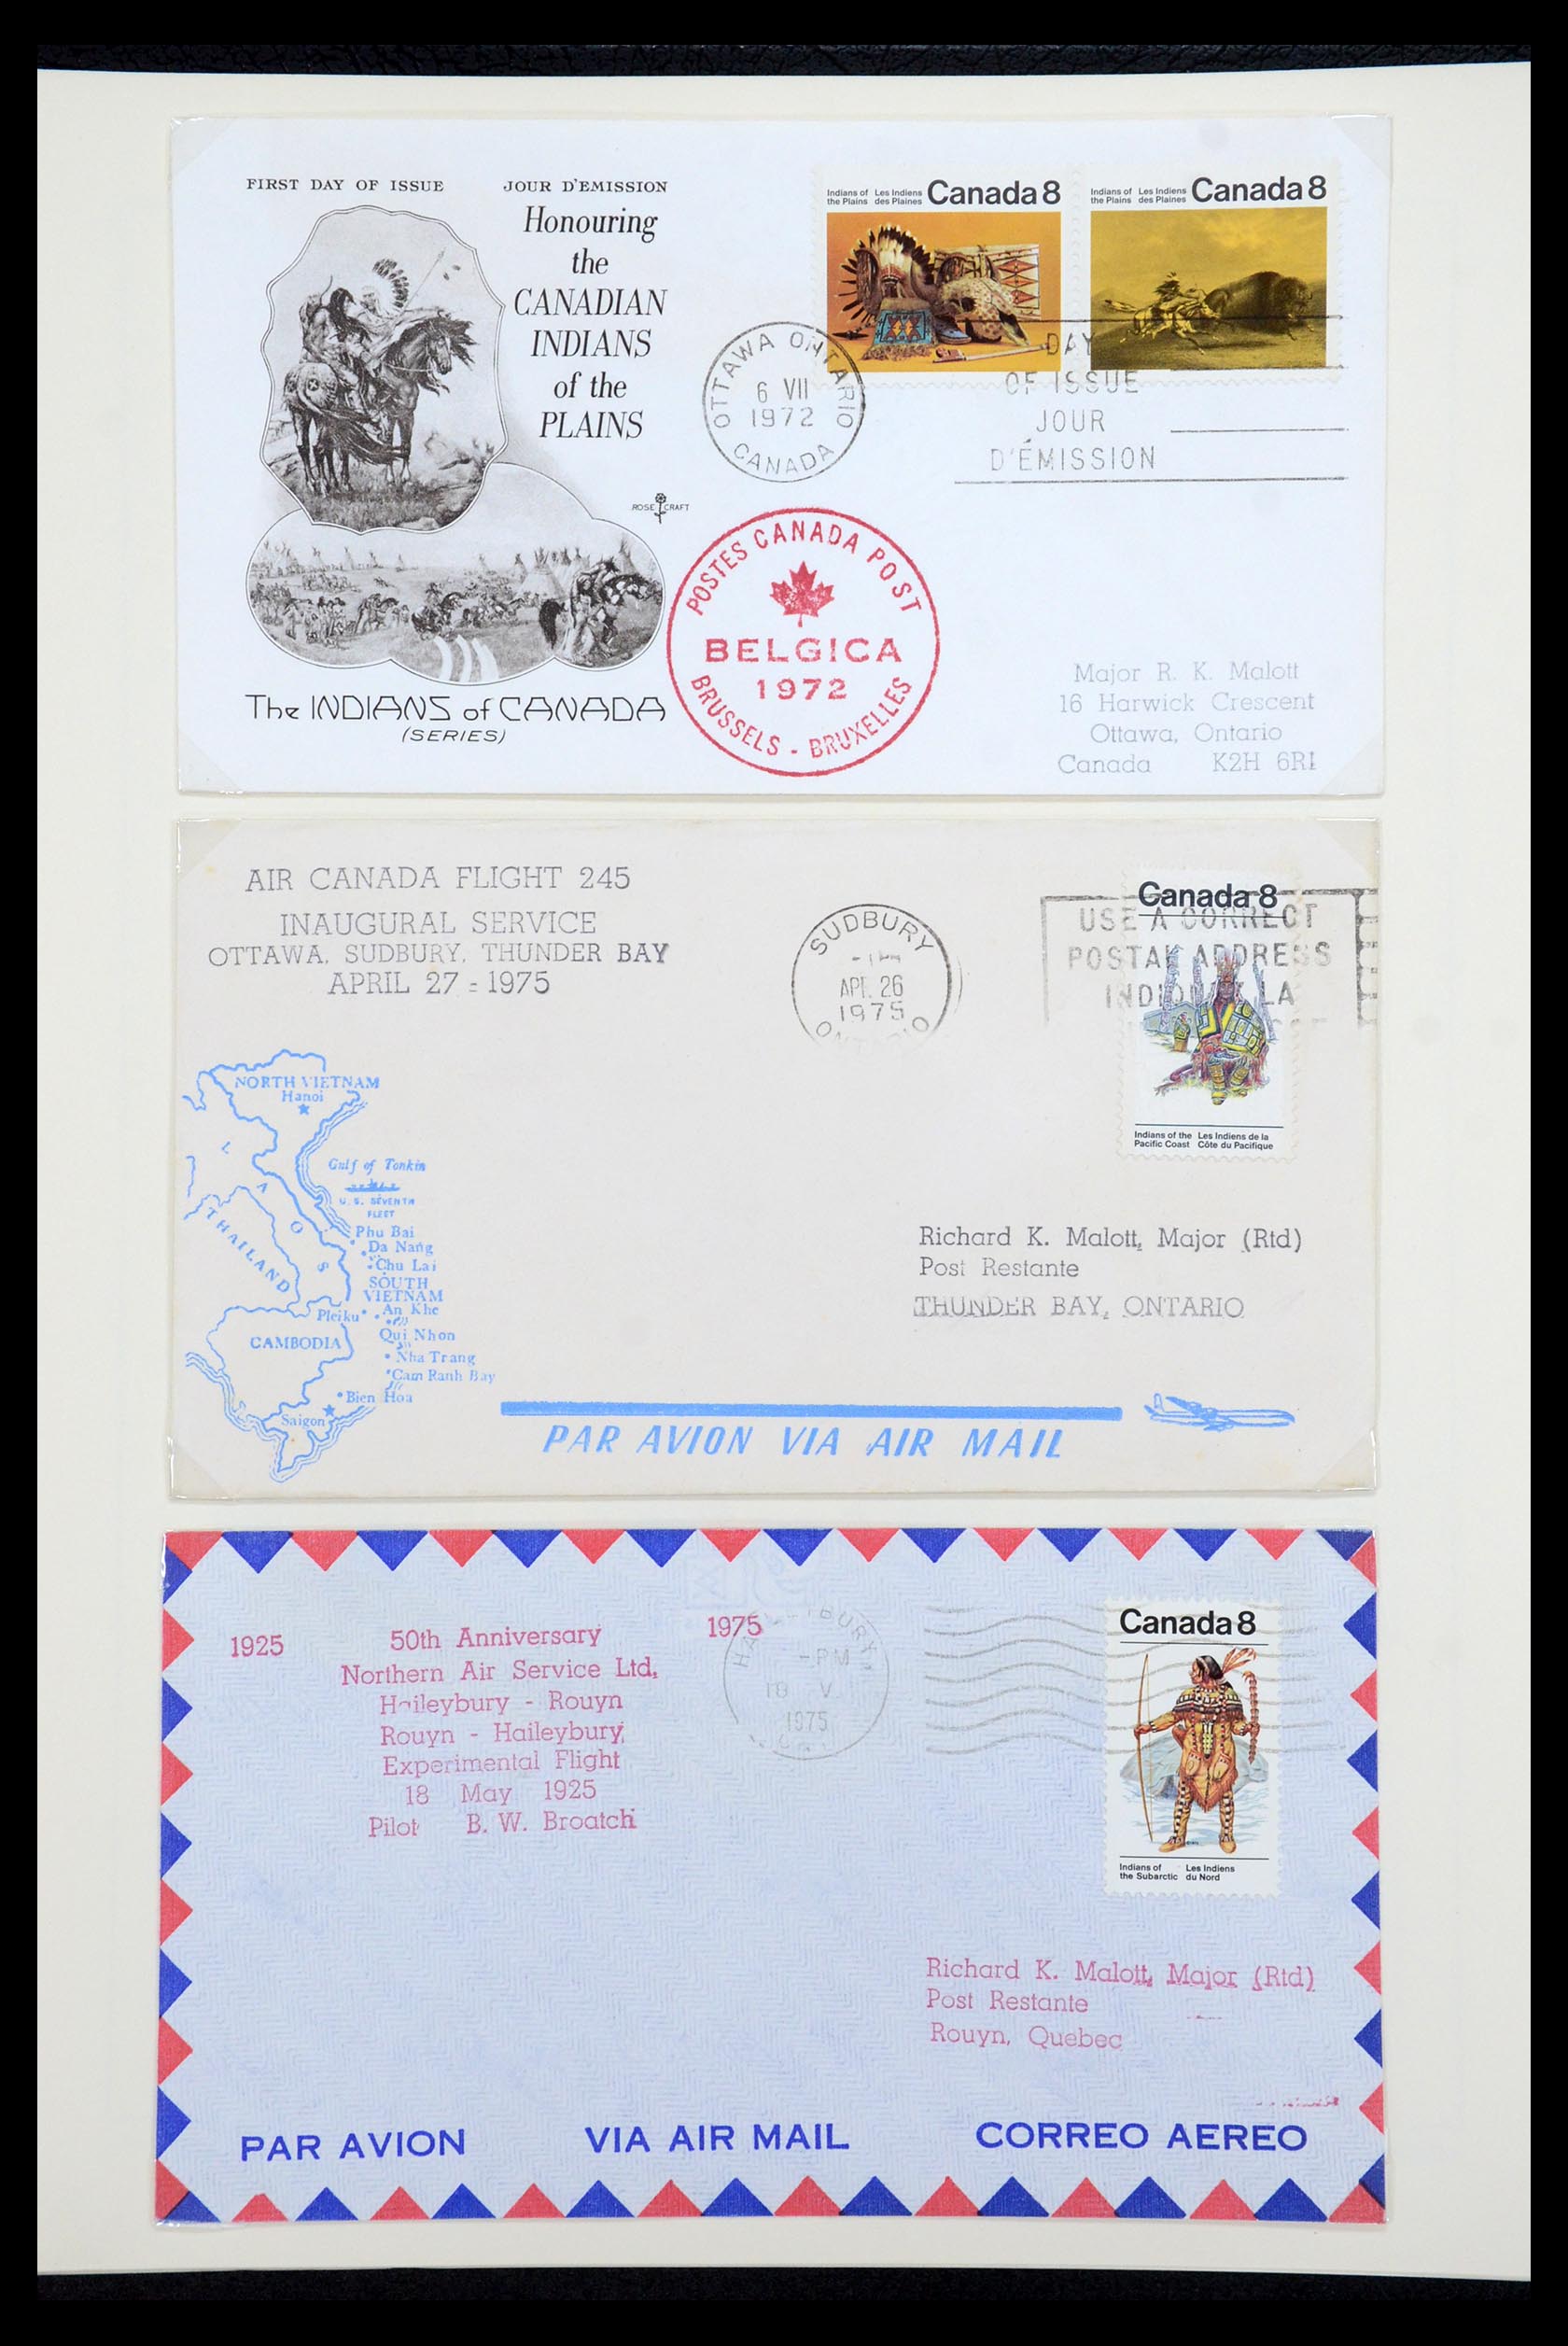 FIRST DAY OF ISSUE JOUR D'EMISSION
Honouring
the
CANADIAN
INDIANS
of the
PLAINS
ROSE CRAFT
The INDIANS of CANADA
(SERIES)
Indians of the Plains Les Indiens des Plaines Canada 8
Indians of the Plains Les Indiens des Plaines Canada 8
OTTAWA ONTARIO
6 VII
1972
CANADA
DAY
OF ISSUE
JOUR
D'ÉMISSION
POSTES CANADA POST
BELGICA
1972
BRUSSELS - BRUXELLES
Major R. K. Malott
16 Harwick Crescent
Ottawa, Ontario
Canada K2H 6R1
AIR CANADA FLIGHT 245
INAUGURAL SERVICE
OTTAWA, SUDBURY, THUNDER BAY
APRIL 27 = 1975
SUDBURY
APR 26
1975
ONTARIO
Canada 8
USE A CORRECT
POSTAL ADDRESS
LA
Indians of the Pacific Coast Les Indiens de la Côte du Pacifique
NORTH VIETNAM
Hanoi
LAOS
Gulf of Tonkin
U. S. SEVENTH
FLEET
THAILAND
Phu Bai
Da Nang
Chu Lai
SOUTH
VIETNAM
Pleiku An Khe
Qui Nhon
CAMBODIA
Nha Trang
Cam Ranh Bay
Bien Hoa
Saigon
Richard K. Malott, Major (Rtd)
Post Restante
THUNDER BAY, ONTARIO
PAR AVION VIA AIR MAIL
1925 50th Anniversary 1975
Northern Air Service Ltd.
Haileybury - Rouyn
Rouyn - Haileybury
Experimental Flight
18 May 1925
Pilot B. W. Broatch
PM
18 V
1975
Canada 8
Indians of the Subarctic Les Indiens du Nord
Richard K. Malott, Major (Rtd)
Post Restante
Rouyn, Quebec
PAR AVION VIA AIR MAIL CORREO AEREO